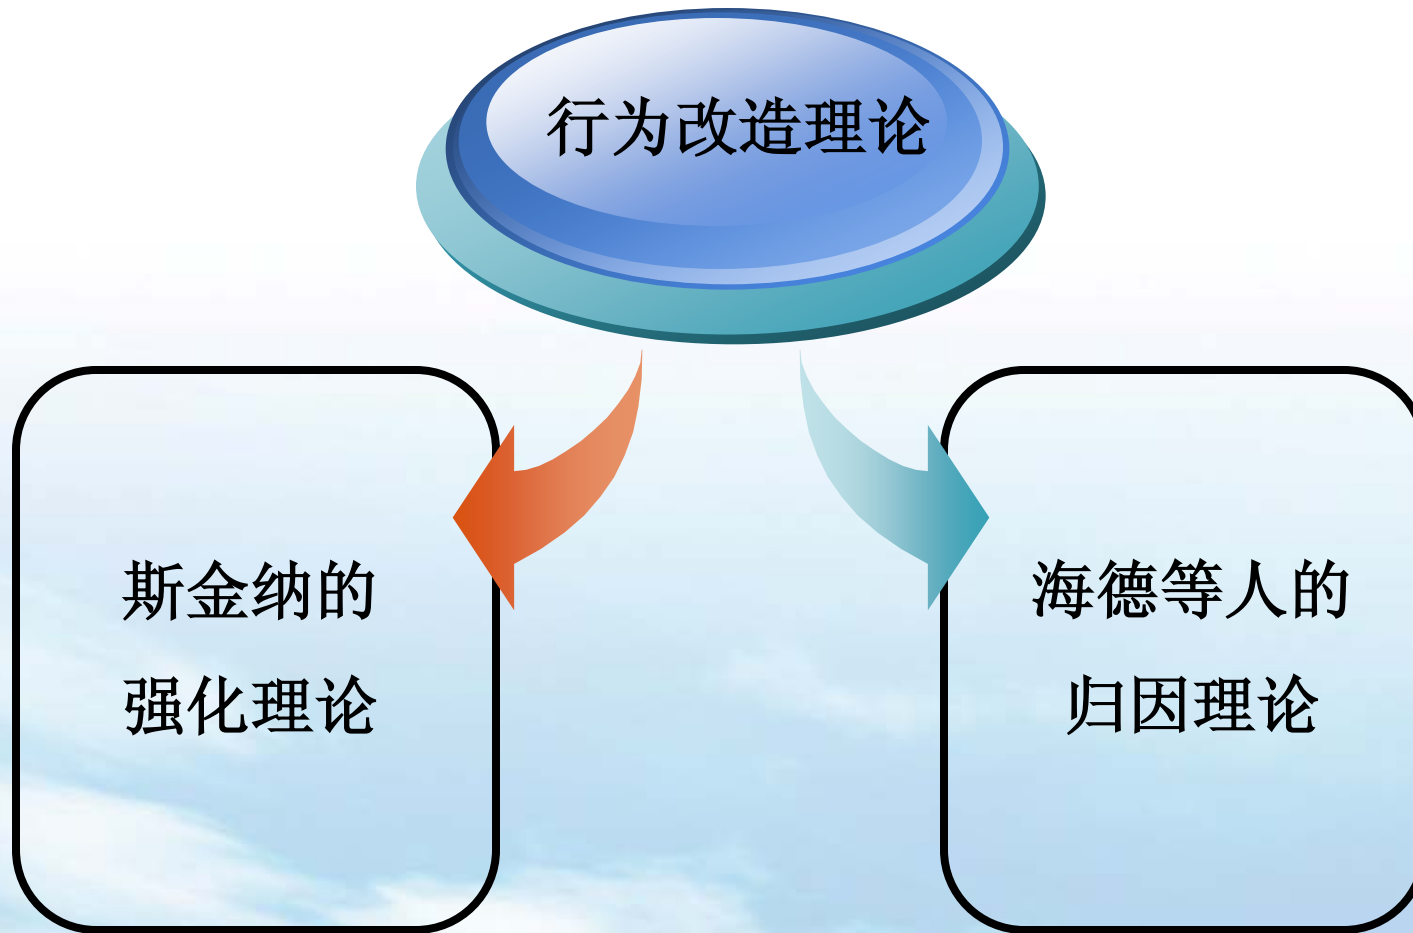 行为改造理论
斯金纳的
强化理论
海德等人的
归因理论